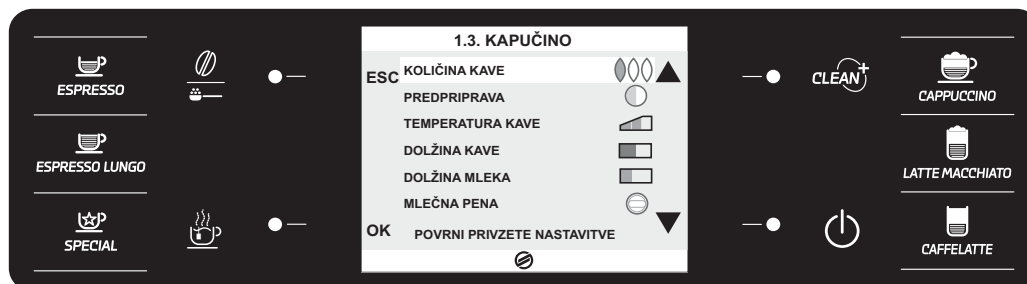 ESPRESSO
ESPRESSO LUNGO
SPECIAL
1.3. KAPUČINO
ESC
KOLIČINA KAVE
PREDPRIPRAVA
TEMPERATURA KAVE
DOLŽINA KAVE
DOLŽINA MLEKA
MLEČNA PENA
OK
POVRNI PRIVZETE NASTAVITVE
CLEAN+
CAPPUCCINO
LATTE MACCHIATO
CAFFELATTE